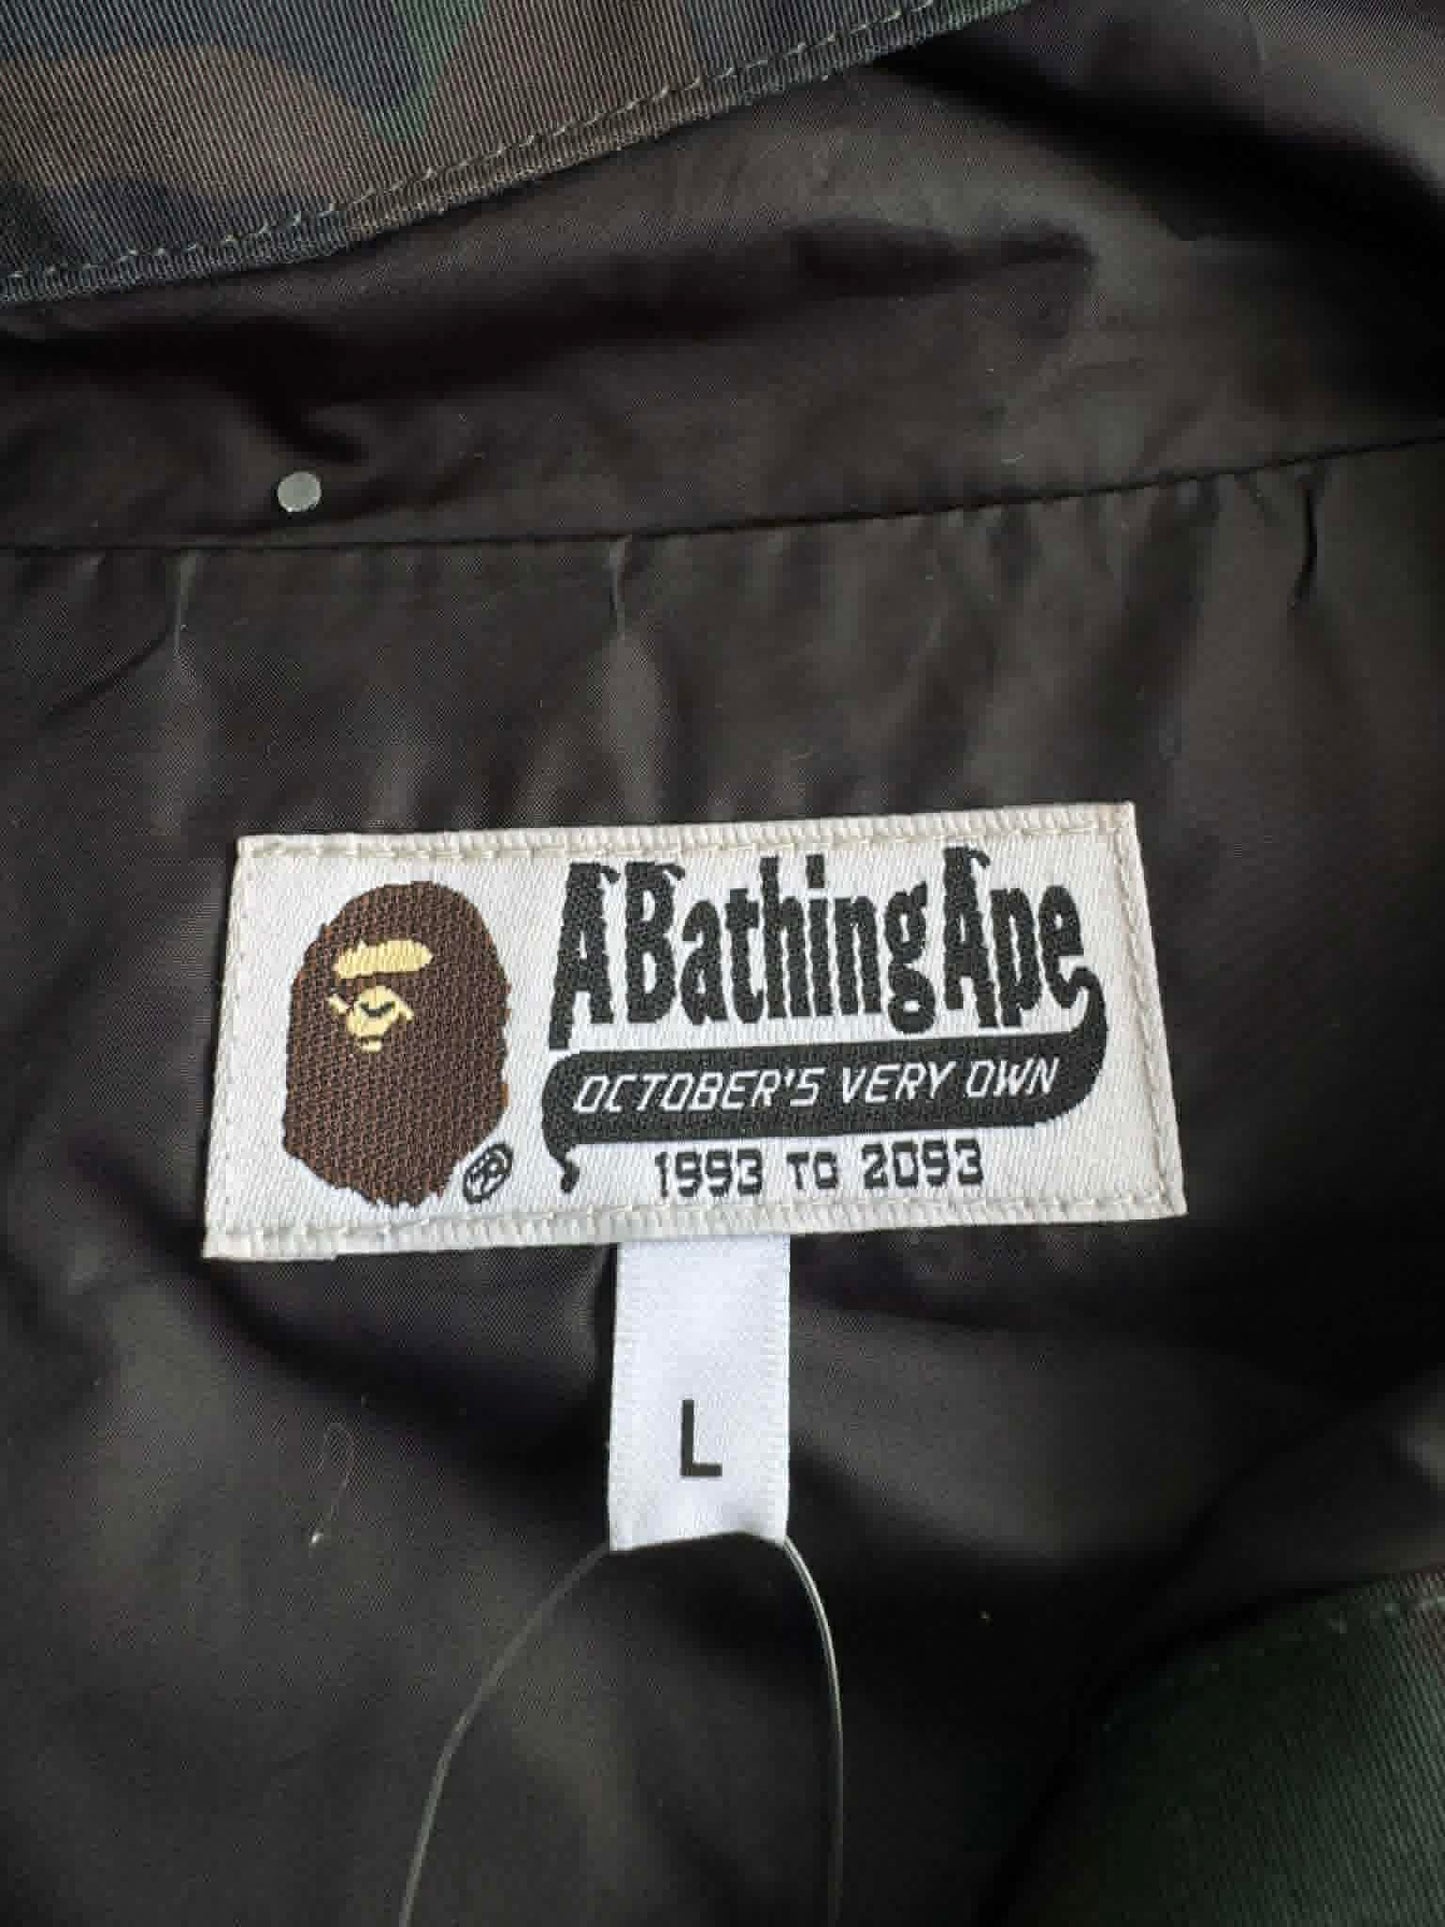 A Bathing Ape
OCTOBER'S VERY OWN
1993 TO 2093
®
L